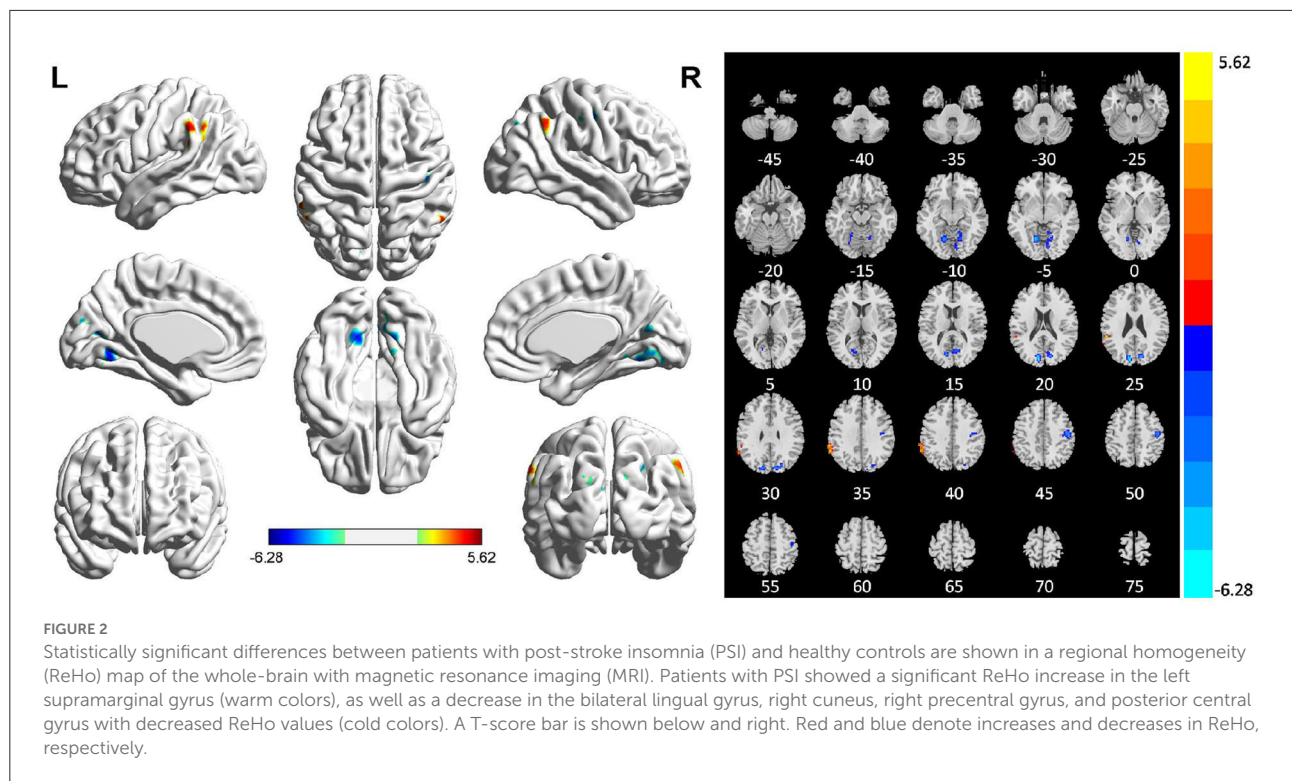 L
R
5.62
-45 -40 -35 -30 -25
-20 -15 -10 -5 0
5 10 15 20 25
30 35 40 45 50
55 60 65 70 75
-6.28
-6.28 5.62
FIGURE 2
Statistically significant differences between patients with post-stroke insomnia (PSI) and healthy controls are shown in a regional homogeneity
(ReHo) map of the whole-brain with magnetic resonance imaging (MRI). Patients with PSI showed a significant ReHo increase in the left
supramarginal gyrus (warm colors), as well as a decrease in the bilateral lingual gyrus, right cuneus, right precentral gyrus, and posterior central
gyrus with decreased ReHo values (cold colors). A T-score bar is shown below and right. Red and blue denote increases and decreases in ReHo,
respectively.